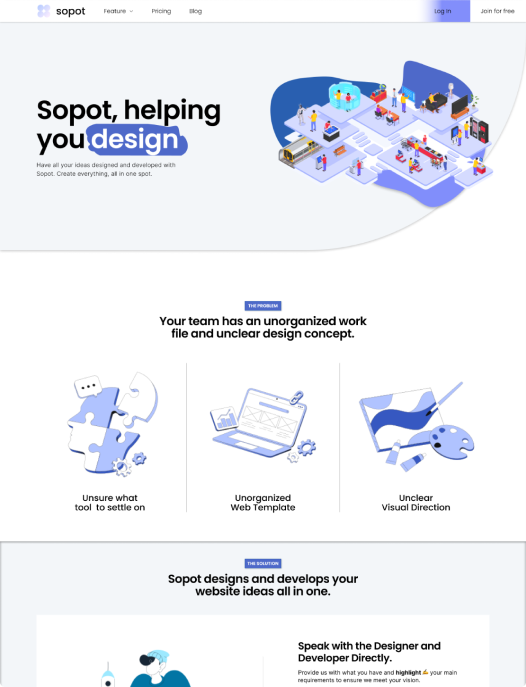 sopot
Feature
Pricing
Blog
Log In
Join for free
Sopot, helping
you design
Have all your ideas designed and developed with
Sopot. Create everything, all in one spot.
THE PROBLEM
Your team has an unorganized work
file and unclear design concept.
Unsure what
tool to settle on
Unorganized
Web Template
Unclear
Visual Direction
THE SOLUTION
Sopot designs and develops your
website ideas all in one.
Speak with the Designer and
Developer Directly.
Provide us with what you have and highlight ✍️ your main
requirements to ensure we meet your vision.